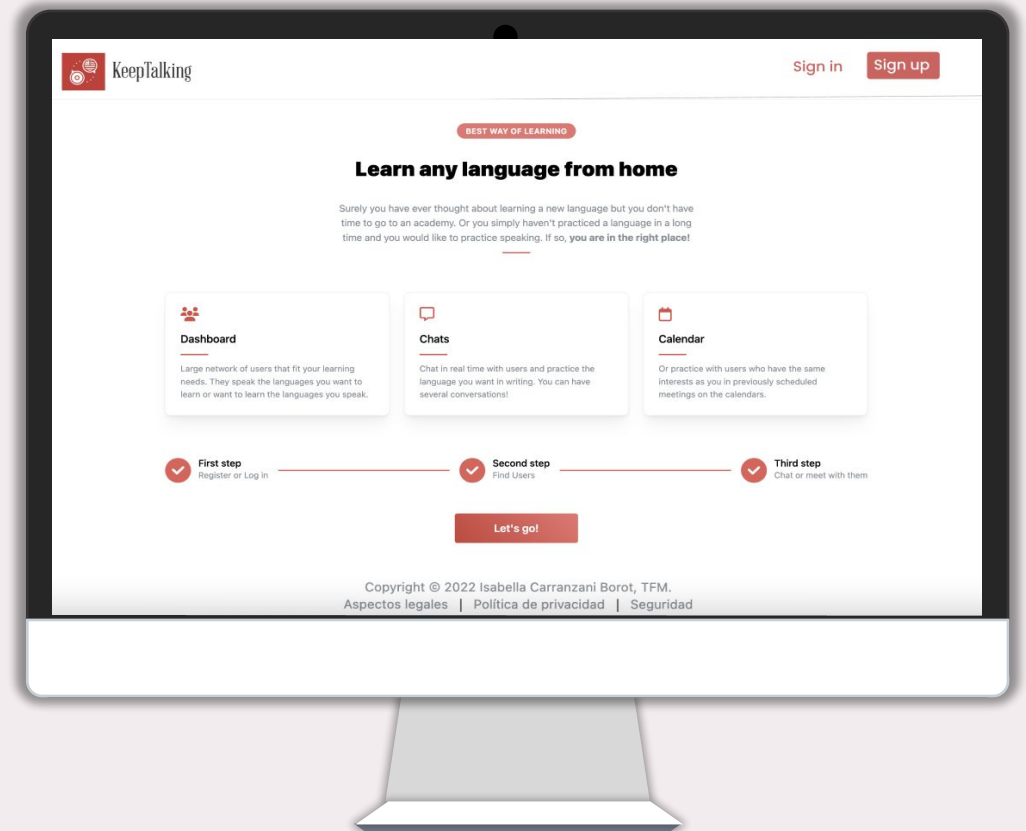 KeepTalking
Sign in
Sign up
BEST WAY OF LEARNING
Learn any language from home
Surely you have ever thought about learning a new language but you don't have
time to go to an academy. Or you simply haven't practiced a language in a long
time and you would like to practice speaking. If so, you are in the right place!
Dashboard
Large network of users that fit your learning
needs. They speak the languages you want to
learn or want to learn the languages you speak.
Chats
Chat in real time with users and practice the
language you want in writing. You can have
several conversations!
Calendar
Or practice with users who have the same
interests as you in previously scheduled
meetings on the calendars.
First step
Register or Log in
Second step
Find Users
Third step
Chat or meet with them
Let's go!
Copyright © 2022 Isabella Carranzani Borot, TFM.
Aspectos legales | Política de privacidad | Seguridad